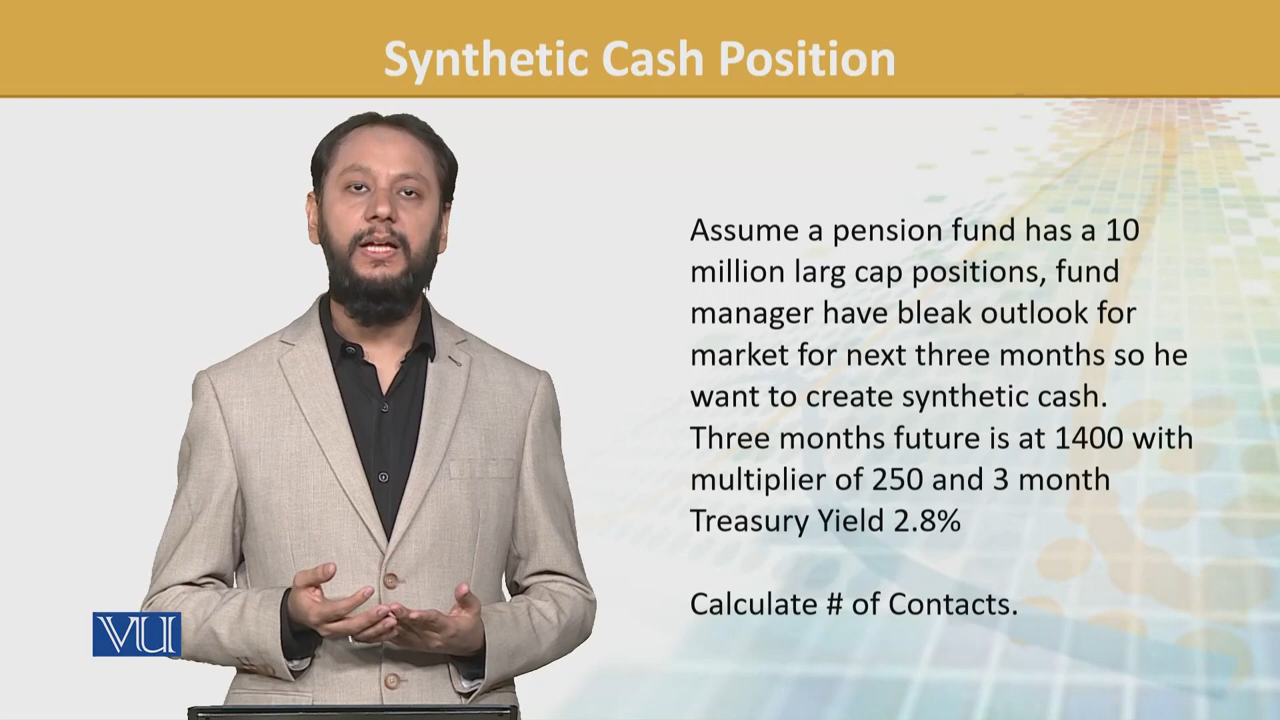 Synthetic Cash Position
Assume a pension fund has a 10
million larg cap positions, fund
manager have bleak outlook for
market for next three months so he
want to create synthetic cash.
Three months future is at 1400 with
multiplier of 250 and 3 month
Treasury Yield 2.8%
Calculate # of Contacts.
VU